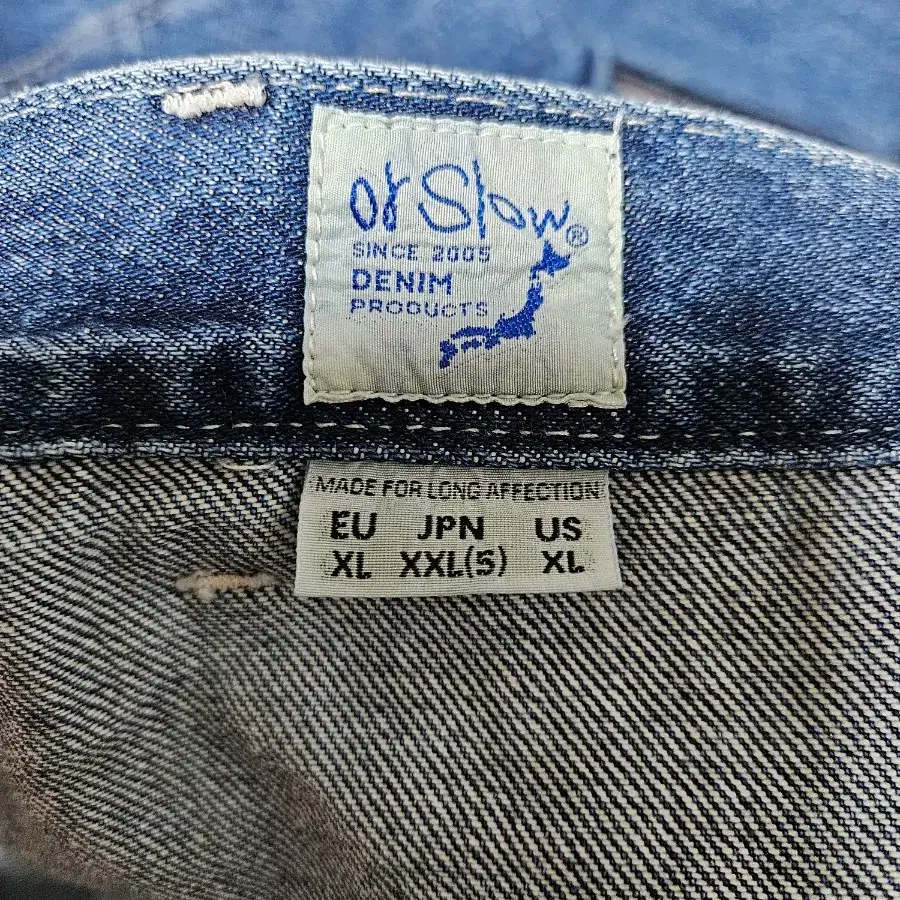 or Slow®
SINCE 2005
DENIM
PRODUCTS
MADE FOR LONG AFFECTION
EU JPN US
XL XXL(5) XL